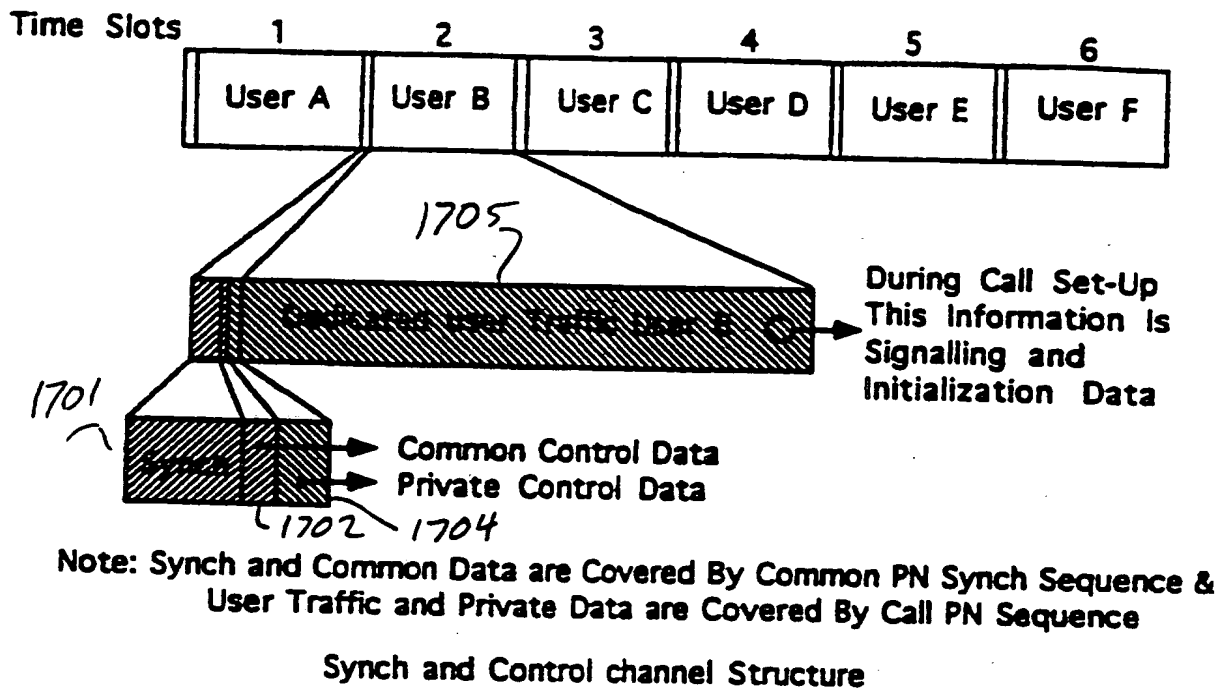 Time Slots 1 2 3 4 5 6
User A User B User C User D User E User F
1705
Dedicated User Traffic User B
During Call Set-Up
This Information Is
Signalling and
Initialization Data
1701
Synch
Common Control Data
Private Control Data
1702 1704
Note: Synch and Common Data are Covered By Common PN Synch Sequence &
User Traffic and Private Data are Covered By Call PN Sequence
Synch and Control channel Structure